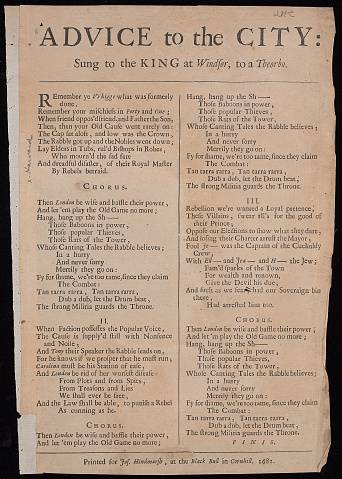 ADVICE to the CITY:
Sung to the KING at Windsor, to a Theorbo.
REmember ye Whiggs what was formerly
done,
Remember your mischiefs in Forty and One;
When friend oppos'd friend, and Father the Son,
Then, then your Old Cause went rarely on:
The Cap sat aloft, and low was the Crown,
The Rabble got up and the Nobles went down;
Lay Elders in Tubs, rul'd Bishops in Robes,
Who mourn'd the sad fate
And dreadful disaster, of their Royal Master
By Rebels betraid.
CHORUS.
Then London be wise and baffle their power,
And let 'em play the Old Game no more;
Hang, hang up the Sh—
Those Baboons in power,
Those popular Thieves,
Those Rats of the Tower,
Whose Canting Tales the Rabble believes;
In a hurry
And never sorry
Merrily they go on:
Fy for shame, we're too tame, since they claim
The Combat:
Tan tarra rarra, Tan tarra rarra,
Dub a dub, let the Drum beat,
The strong Militia guards the Throne.
II.
When Faction possesses the Popular Voice,
The Cause is supply'd still with Nonsence
and Noise,
And Tony their Speaker the Rabble leads on,
For he knows if we prosper that he must run,
Carolina must be his Station of ease,
And London be rid of her worst disease:
From Plots and from Spies,
From Treasons and Lies
We shall ever be free,
And the Law shall be able, to punish a Rebel
As cunning as he.
CHORUS.
Then London be wise and baffle their power,
And let 'em play the Old Game no more;
Hang, hang up the Sh—
Those Baboons in power,
Those popular Thieves,
Those Rats of the Tower,
Whose Canting Tales the Rabble believes;
In a hurry
And never sorry
Merrily they go on:
Fy for shame, we're too tame, since they claim
The Combat:
Tan tarra rarra, Tan tarra rarra,
Dub a dub, let the Drum beat,
The strong Militia guards the Throne.
III.
Rebellion we're wanted a Loyal pretence,
These Villains, swear all's for the good of
their Prince;
Oppose our Elections to show what they dare,
And losing their Charter arrest the Mayor,
Fool was the Captain of the Cuckoldy
Crew,
With and and H— the Jew;
Fam'd sparks of the Town
For wealth and renown,
Give the Devil his due,
And such as we fear, had our Sovereign bin
there,
Had arrested him too.
CHORUS.
Then London be wise and baffle their power,
And let 'm play the Old Game no more;
Hang, hang up the Sh—
Those Baboons in power,
Those popular Thieves,
Those Rats of the Tower,
Whose Canting Tales the Rabble believes;
In a hurry
And never sorry
Merrily they go on:
Fy for shame, we're too tame, since they claim
The Combat:
Tan tarra rarra, Tan tarra rarra,
Dub a dub, let the Drum beat,
The strong Militia guards the Throne.
FINIS.
Printed for Jos. Hindmarsh, at the Black Bull in Cornhill, 1682.